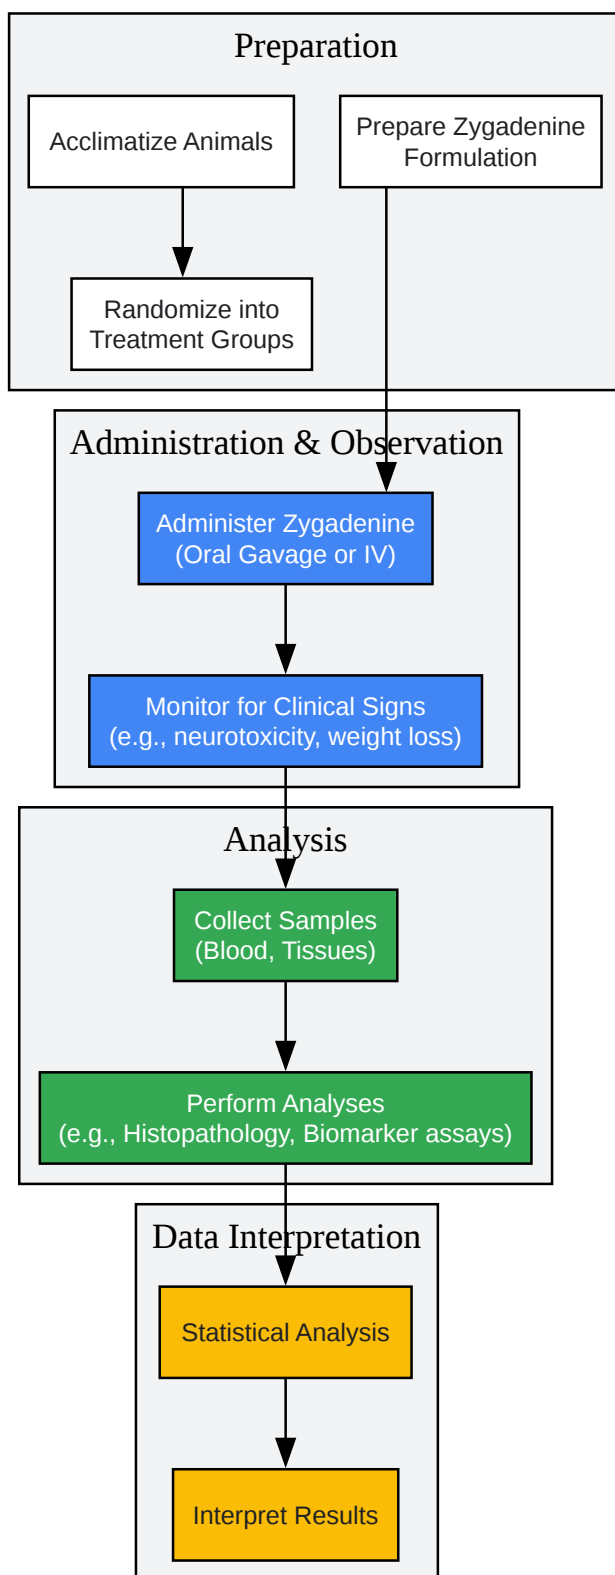 Preparation
Acclimatize Animals
Prepare Zygadenine
Formulation
Randomize into
Treatment Groups
Administration & Observation
Administer Zygadenine
(Oral Gavage or IV)
Monitor for Clinical Signs
(e.g., neurotoxicity, weight loss)
Analysis
Collect Samples
(Blood, Tissues)
Perform Analyses
(e.g., Histopathology, Biomarker assays)
Data Interpretation
Statistical Analysis
Interpret Results